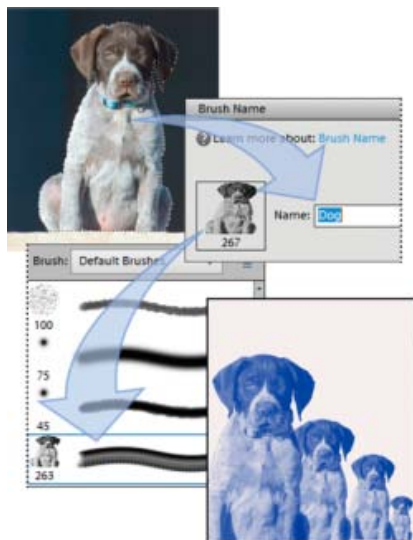 Brush Name
Learn more about: Brush Name
Name: Dog
267
Brush: Default Brushes
100
75
45
263